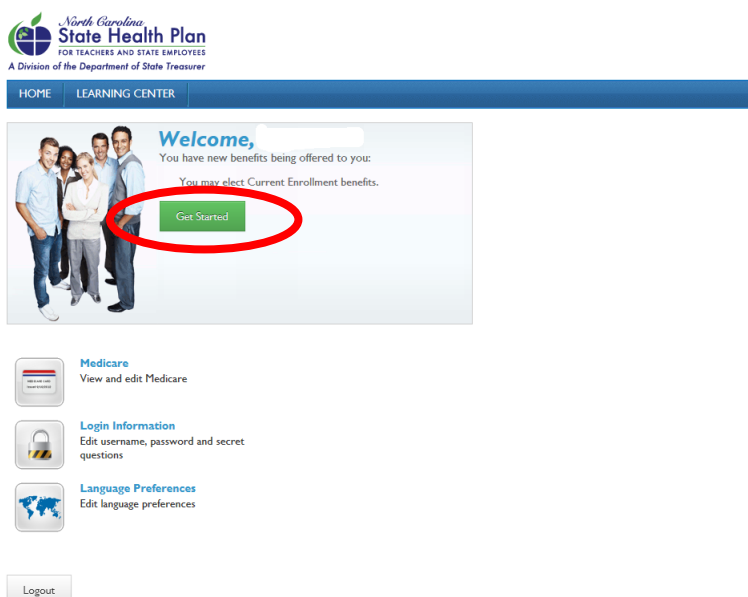 North Carolina
State Health Plan
FOR TEACHERS AND STATE EMPLOYEES
A Division of the Department of State Treasurer
HOME LEARNING CENTER
Welcome,
You have new benefits being offered to you:
You may elect Current Enrollment benefits.
Get Started
Medicare
View and edit Medicare
Login Information
Edit username, password and secret
questions
Language Preferences
Edit language preferences
Logout